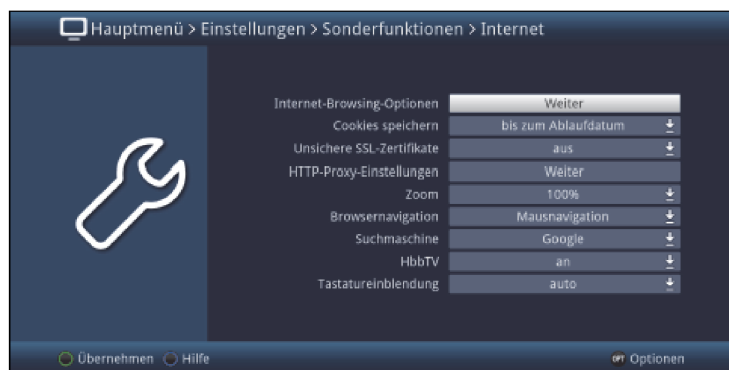 Hauptmenü > Einstellungen > Sonderfunktionen > Internet
Internet-Browsing-Optionen Weiter
Cookies speichern bis zum Ablaufdatum
Unsichere SSL-Zertifikate aus
HTTP-Proxy-Einstellungen Weiter
Zoom 100%
Browsernavigation Mausnavigation
Suchmaschine Google
HbbTV an
Tastatureinblendung auto
Übernehmen Hilfe OPT Optionen